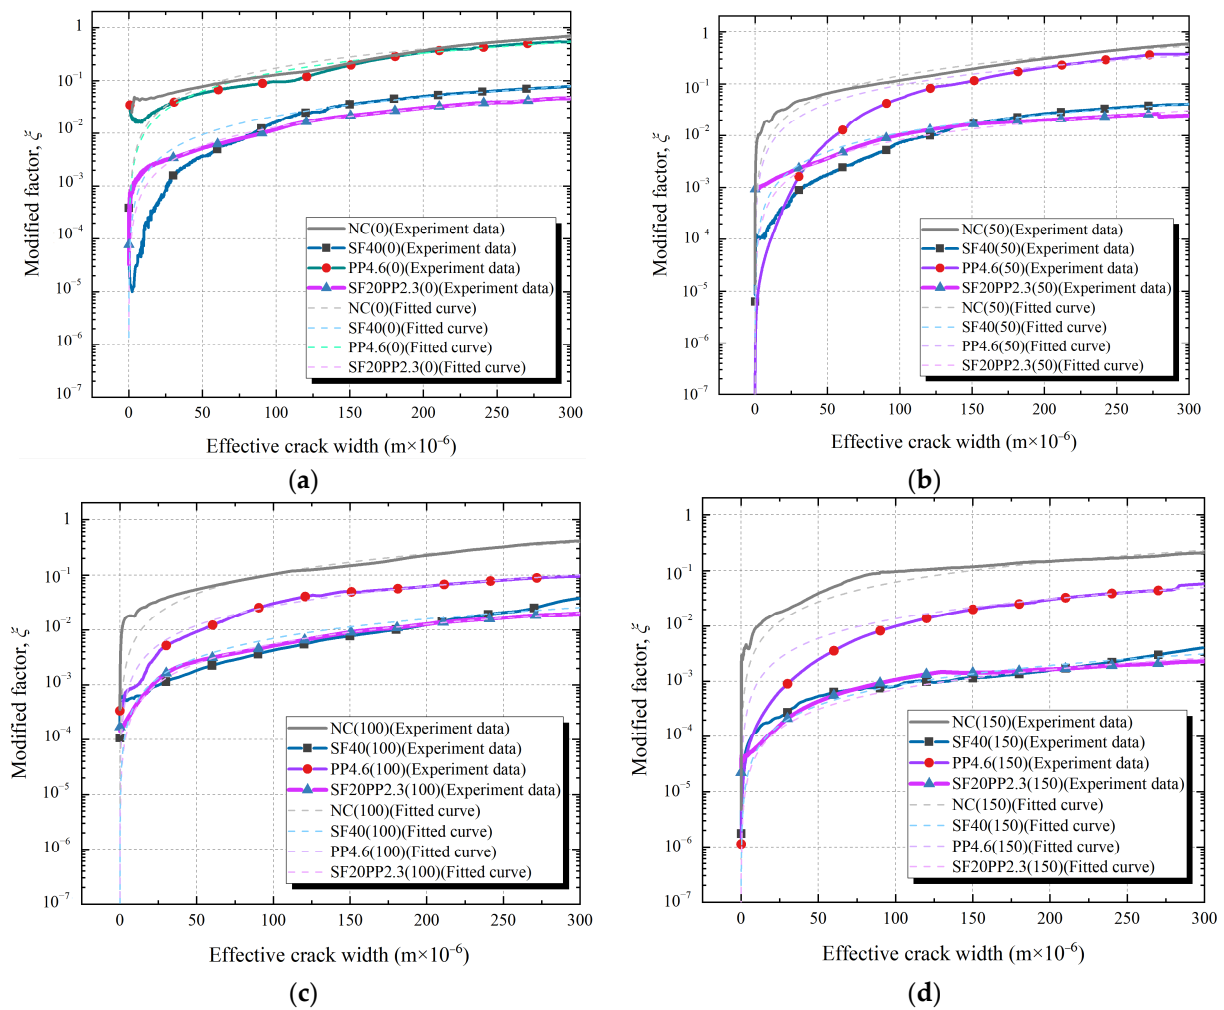 1
10⁻¹
10⁻²
10⁻³
10⁻⁴
10⁻⁵
10⁻⁶
10⁻⁷
Modified factor, ξ
NC(0)(Experiment data)
SF40(0)(Experiment data)
PP4.6(0)(Experiment data)
SF20PP2.3(0)(Experiment data)
NC(0)(Fitted curve)
SF40(0)(Fitted curve)
PP4.6(0)(Fitted curve)
SF20PP2.3(0)(Fitted curve)
0 50 100 150 200 250 300
Effective crack width (m×10⁻⁶)
(a)
1
10⁻¹
10⁻²
10⁻³
10⁻⁴
10⁻⁵
10⁻⁶
10⁻⁷
Modified factor, ξ
NC(50)(Experiment data)
SF40(50)(Experiment data)
PP4.6(50)(Experiment data)
SF20PP2.3(50)(Experiment data)
NC(50)(Fitted curve)
SF40(50)(Fitted curve)
PP4.6(50)(Fitted curve)
SF20PP2.3(50)(Fitted curve)
0 50 100 150 200 250 300
Effective crack width (m×10⁻⁶)
(b)
1
10⁻¹
10⁻²
10⁻³
10⁻⁴
10⁻⁵
10⁻⁶
10⁻⁷
Modified factor, ξ
NC(100)(Experiment data)
SF40(100)(Experiment data)
PP4.6(100)(Experiment data)
SF20PP2.3(100)(Experiment data)
NC(100)(Fitted curve)
SF40(100)(Fitted curve)
PP4.6(100)(Fitted curve)
SF20PP2.3(100)(Fitted curve)
0 50 100 150 200 250 300
Effective crack width (m×10⁻⁶)
(c)
1
10⁻¹
10⁻²
10⁻³
10⁻⁴
10⁻⁵
10⁻⁶
10⁻⁷
Modified factor, ξ
NC(150)(Experiment data)
SF40(150)(Experiment data)
PP4.6(150)(Experiment data)
SF20PP2.3(150)(Experiment data)
NC(150)(Fitted curve)
SF40(150)(Fitted curve)
PP4.6(150)(Fitted curve)
SF20PP2.3(150)(Fitted curve)
0 50 100 150 200 250 300
Effective crack width (m×10⁻⁶)
(d)